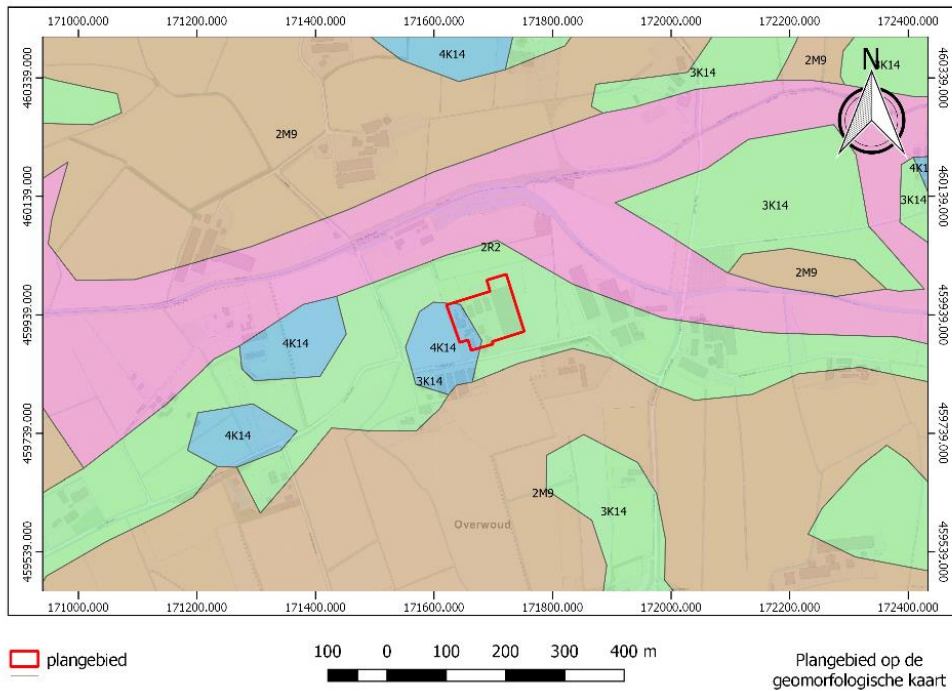 171000.000 171200.000 171400.000 171600.000 171800.000 172000.000 172200.000 172400.000
4K14
2M9
N
3K14
3K14
460339.000
460339.000
2M9
4K1
460139.000
460139.000
3K14
3K14
2R2
2M9
459939.000
459939.000
4K14
4K14
3K14
4K14
459739.000
459739.000
2M9
3K14
Overwoud
459539.000
459539.000
171000.000 171200.000 171400.000 171600.000 171800.000 172000.000 172200.000 172400.000
plangebied
100 0 100 200 300 400 m
Plangebied op de
geomorfologische kaart